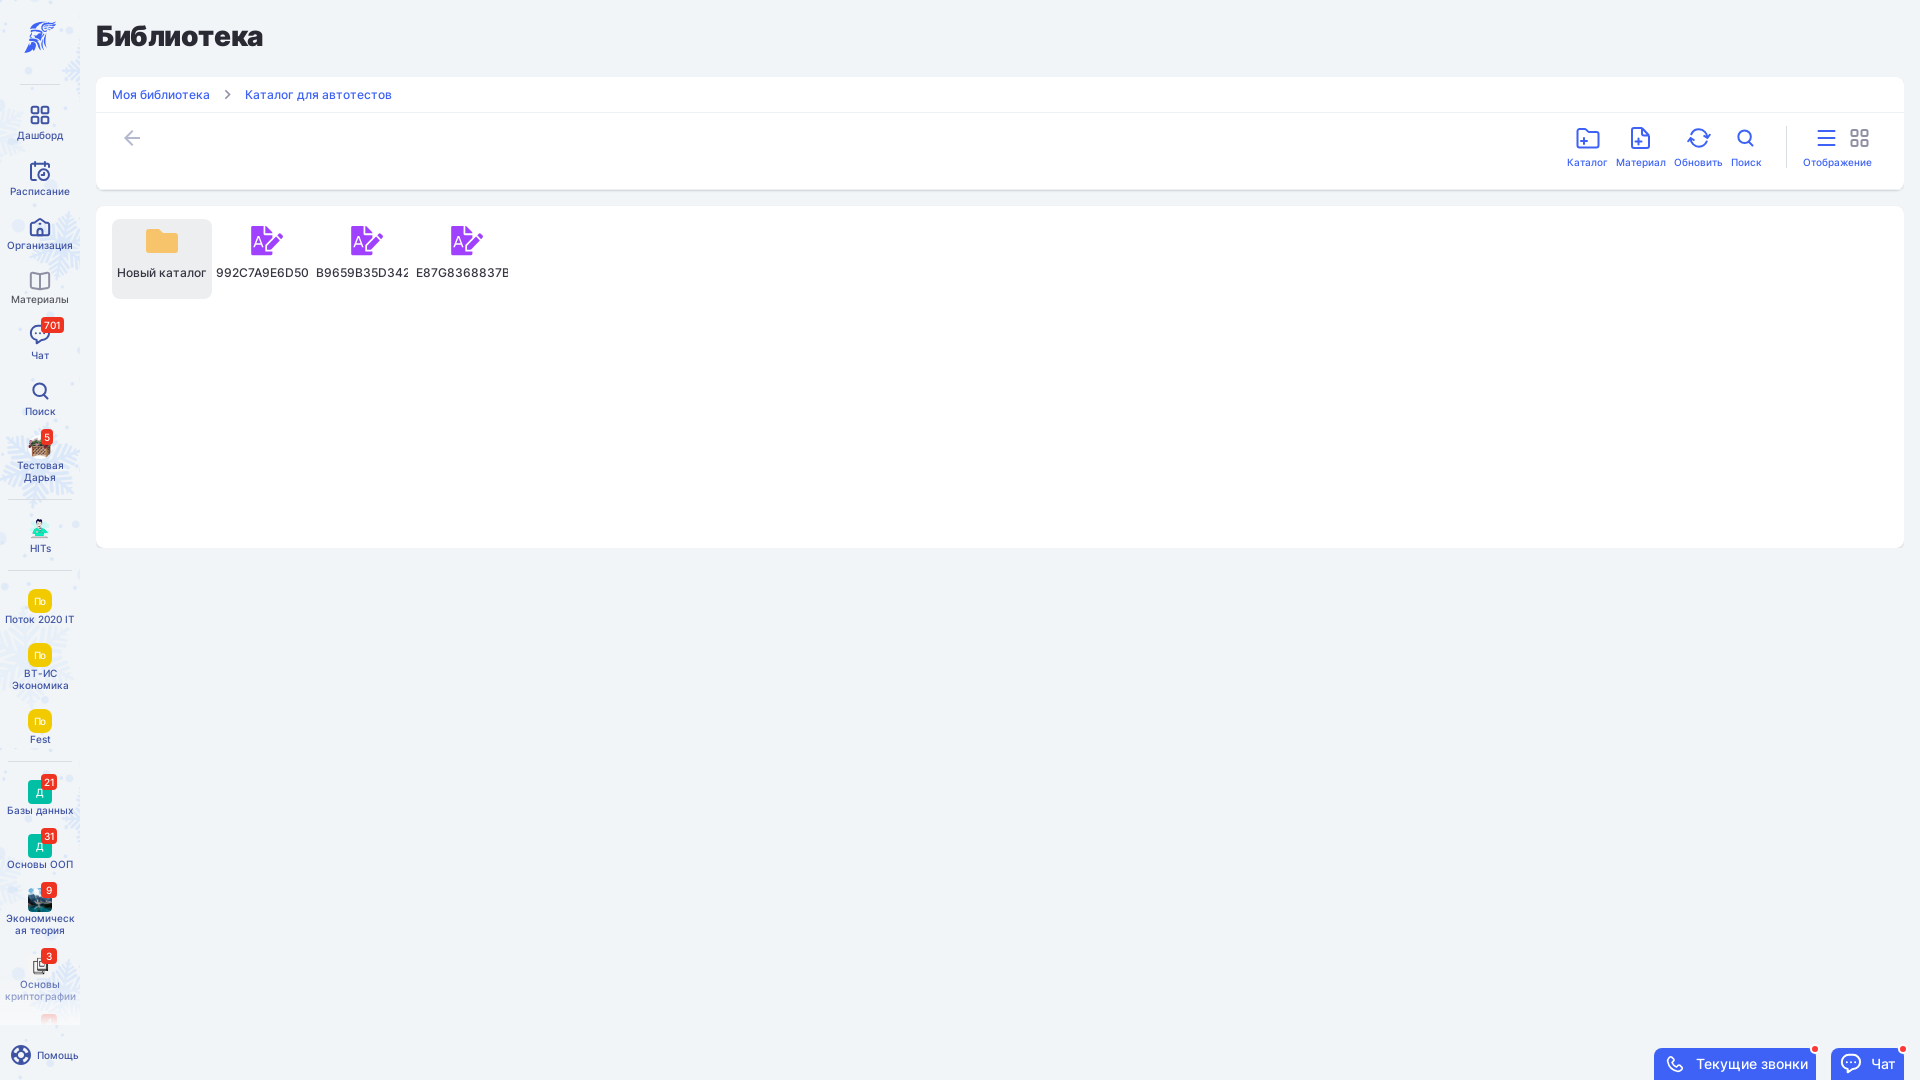 Библиотека
Моя библиотека
Каталог для автотестов
Каталог
Материал
Обновить
Поиск
Отображение
Новый каталог
992C7A9E6D50
B9659B35D342
E87G8368837B
Дашборд
Расписание
Организация
Материалы
701
Чат
Поиск
5
Тестовая
Дарья
HITs
По
Поток 2020 IT
По
ВТ-ИС
Экономика
По
Fest
21
Д
Базы данных
31
Д
Основы ООП
9
Экономическ
ая теория
3
Основы
криптографии
Помощь
Текущие звонки
Чат